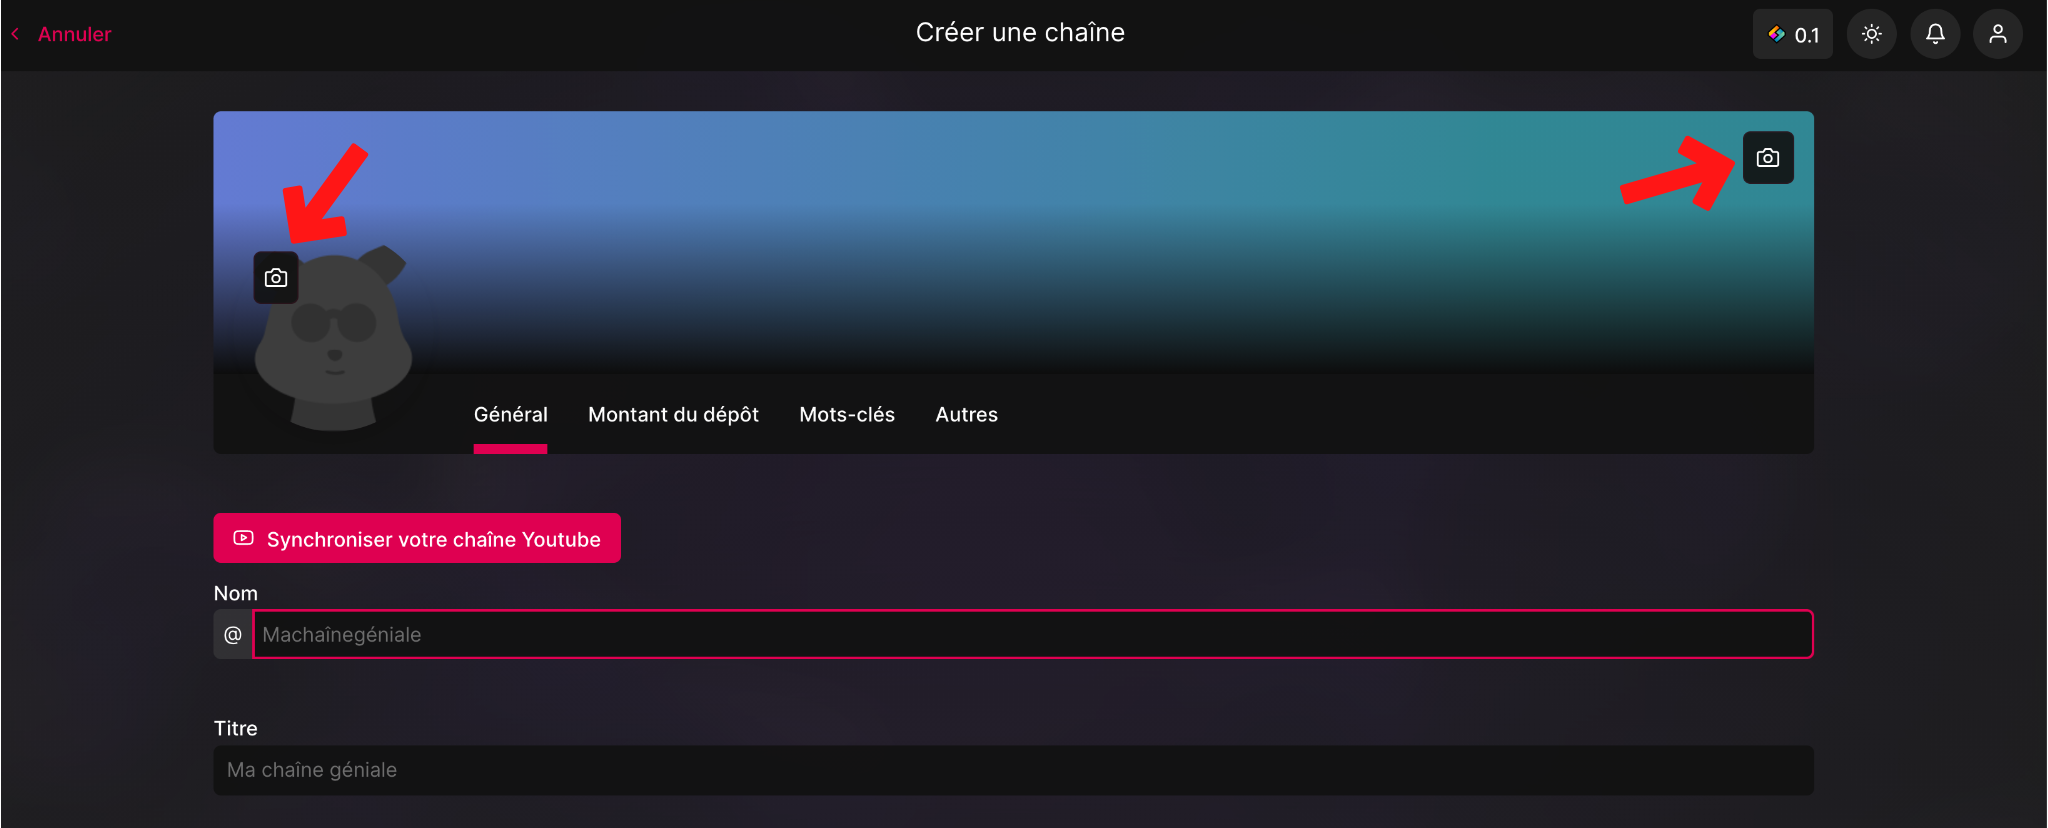 Annuler
Créer une chaîne
0.1
Général Montant du dépôt Mots-clés Autres
Synchroniser votre chaîne Youtube
Nom
@ Machaînegéniale
Titre
Ma chaîne géniale